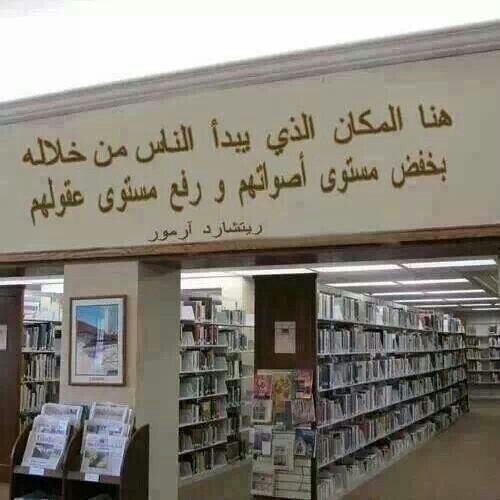 هنا المكان الذي يبدأ الناس من خلاله
بخفض مستوى أصواتهم و رفع مستوى عقولهم
ريتشارد آرمور